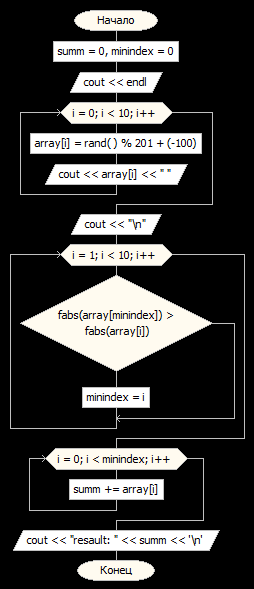 Начало
summ = 0, minindex = 0
cout << endl
i = 0; i < 10; i++
array[i] = rand() % 201 + (-100)
cout << array[i] << " "
cout << "\n"
i = 1; i < 10; i++
fabs(array[minindex]) >
fabs(array[i])
minindex = i
i = 0; i < minindex; i++
summ += array[i]
cout << "resault: " << summ << '\n'
Конец